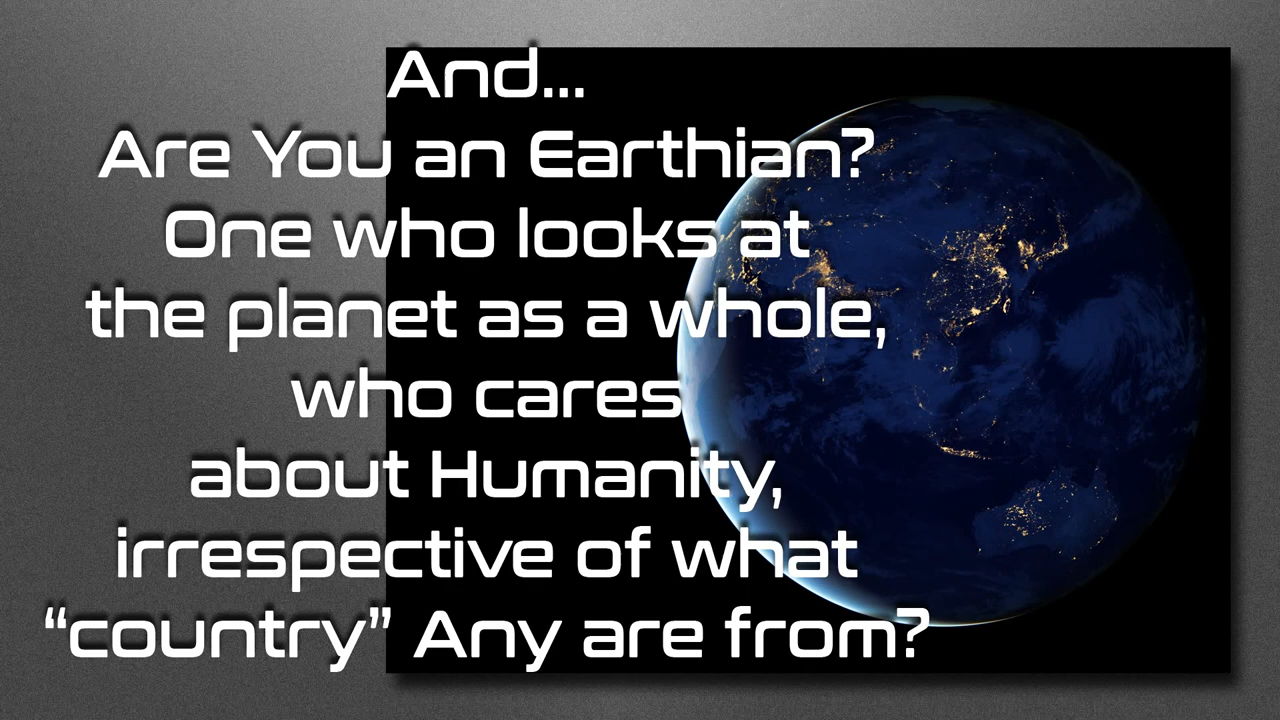 And...
Are You an Earthian?
One who looks at
the planet as a whole,
who cares
about Humanity,
irrespective of what
“country” Any are from?